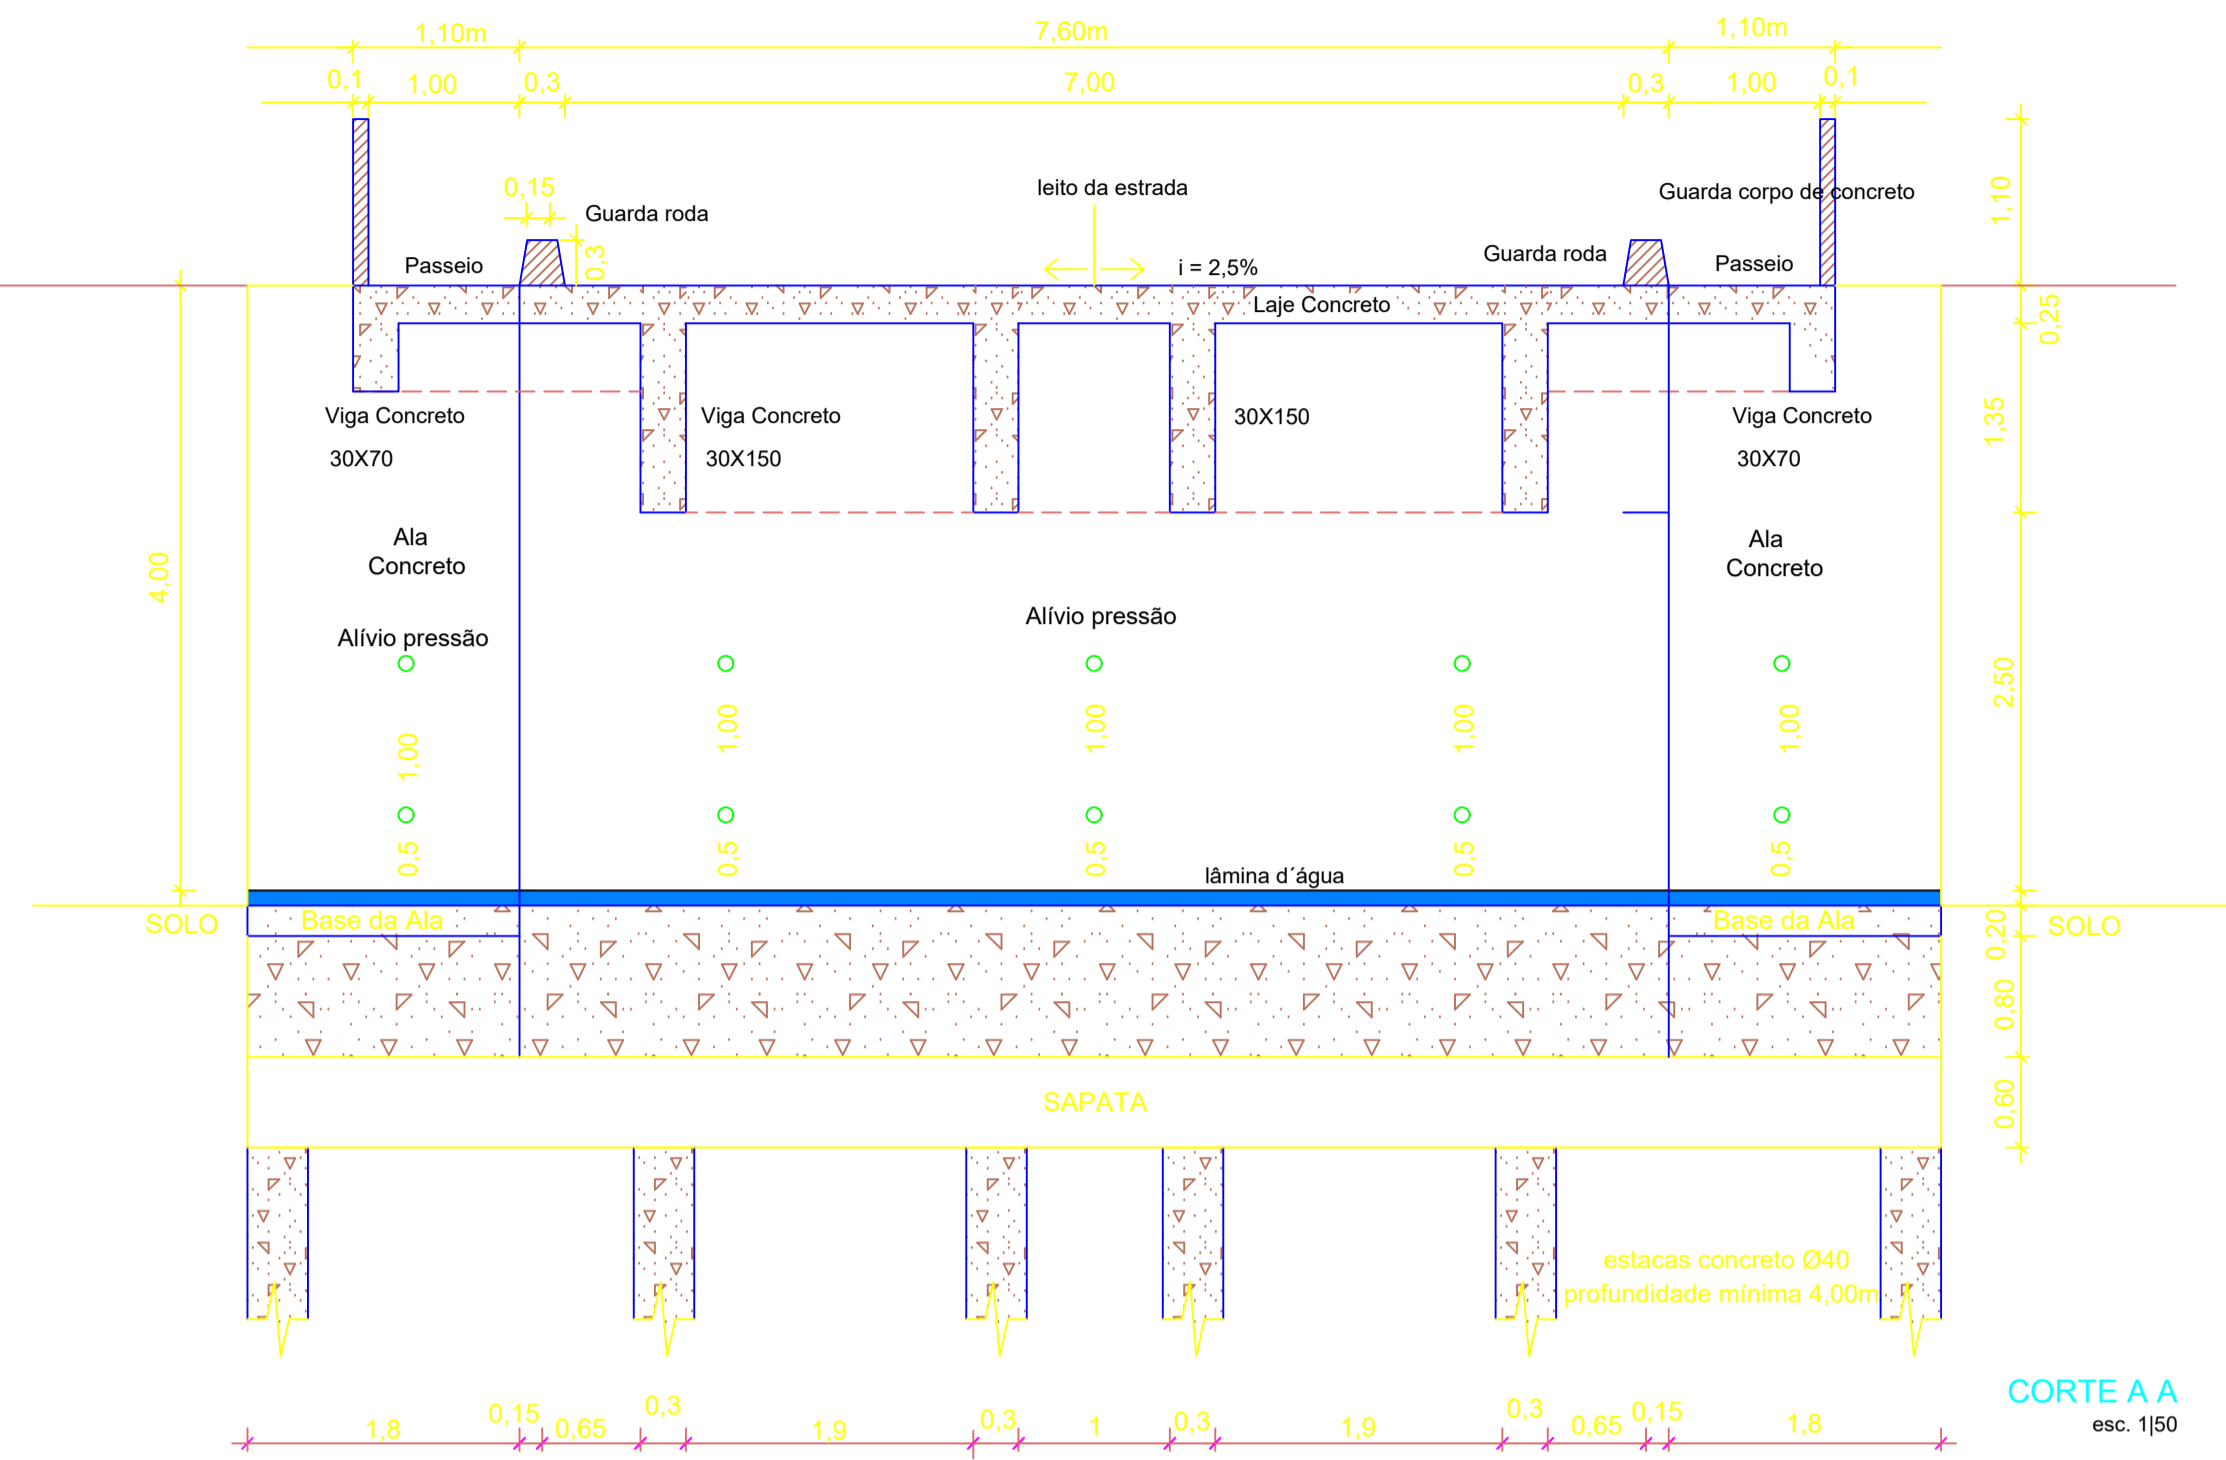 1,10m
7,60m
1,10m
0,1
1,00
0,3
7,00
0,3
1,00
0,1
0,15
Guarda roda
leito da estrada
Guarda corpo de concreto
1,10
0,3
Passeio
i = 2,5%
Guarda roda
Passeio
Laje Concreto
0,25
Viga Concreto
30X70
Viga Concreto
30X150
30X150
Viga Concreto
30X70
1,35
Ala
Concreto
Ala
Concreto
4,00
Alívio pressão
Alívio pressão
2,50
1,00
1,00
1,00
1,00
1,00
0,5
0,5
0,5
0,5
0,5
lâmina d´água
SOLO
Base da Ala
Base da Ala
0,20
SOLO
0,80
SAPATA
0,60
estacas concreto Ø40
profundidade mínima 4,00m
CORTE A A
esc. 1|50
1,8
0,15
0,65
0,3
1,9
0,3
1
0,3
1,9
0,3
0,65
0,15
1,8